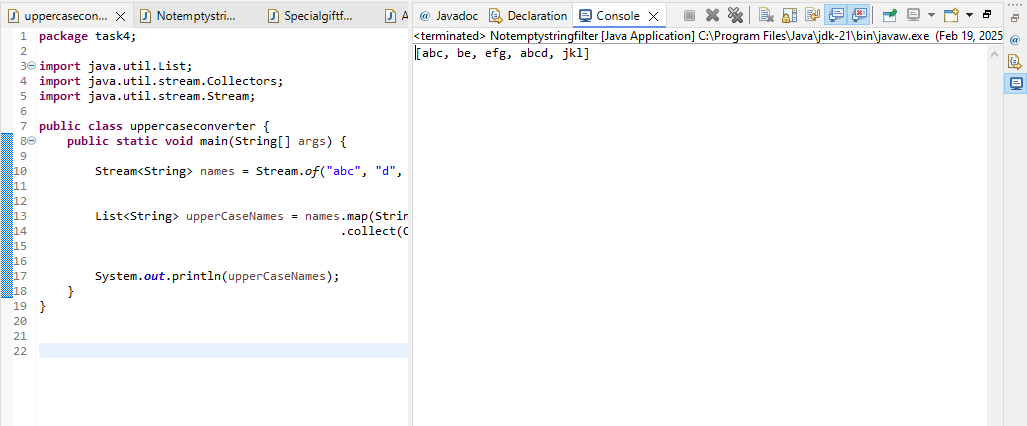 uppercasecon...
Notemptystri...
Specialgiftf...
A
1 package task4;
2
3 import java.util.List;
4 import java.util.stream.Collectors;
5 import java.util.stream.Stream;
6
7 public class uppercaseconverter {
8 public static void main(String[] args) {
9
10 Stream<String> names = Stream.of("abc", "d",
11
12
13 List<String> upperCaseNames = names.map(Strin
14 .collect(C
15
16
17 System.out.println(upperCaseNames);
18 }
19 }
20
21
22
@ Javadoc
Declaration
Console
<terminated> Notemptystringfilter [Java Application] C:\Program Files\Java\jdk-21\bin\javaw.exe (Feb 19, 2025
[abc, be, efg, abcd, jkl]
@